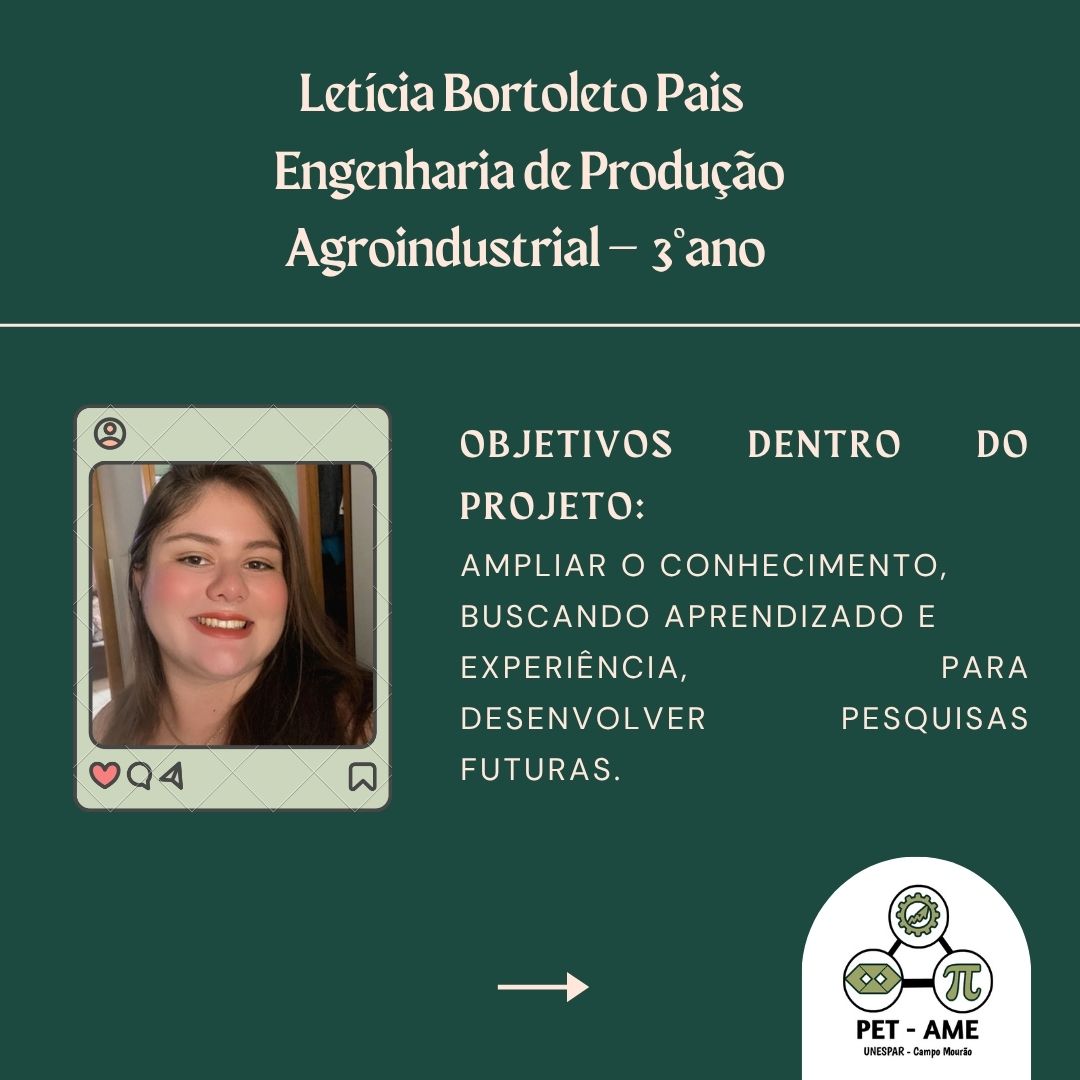 Letícia Bortoleto Pais
Engenharia de Produção
Agroindustrial – 3°ano
OBJETIVOS DENTRO DO
PROJETO:
AMPLIAR O CONHECIMENTO,
BUSCANDO APRENDIZADO E
EXPERIÊNCIA, PARA
DESENVOLVER PESQUISAS
FUTURAS.
π
PET - AME
UNESPAR - Campo Mourão